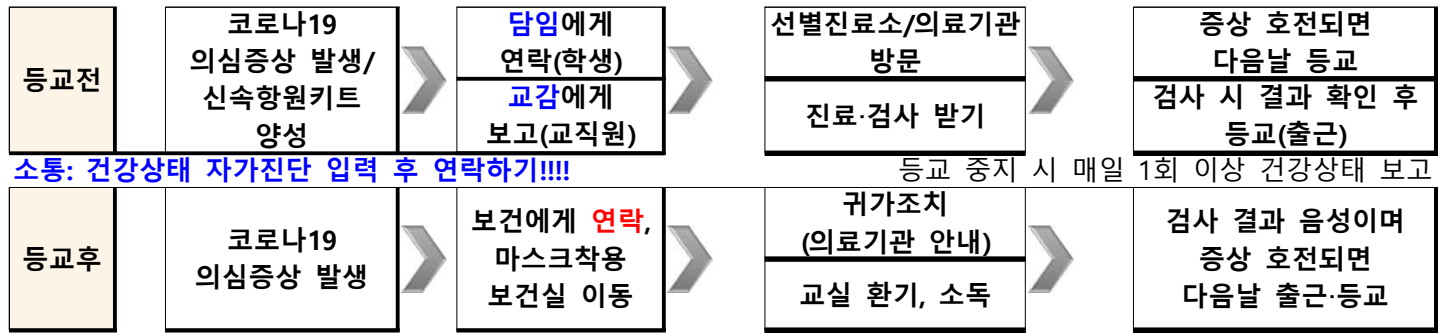 등교전
코로나19
의심증상 발생/
신속항원키트
양성
담임에게
연락(학생)
교감에게
보고(교직원)
선별진료소/의료기관
방문
진료·검사 받기
증상 호전되면
다음날 등교
검사 시 결과 확인 후
등교(출근)
소통: 건강상태 자가진단 입력 후 연락하기!!!!
등교 중지 시 매일 1회 이상 건강상태 보고
등교후
코로나19
의심증상 발생
보건에게 연락,
마스크착용
보건실 이동
귀가조치
(의료기관 안내)
교실 환기, 소독
검사 결과 음성이며
증상 호전되면
다음날 출근·등교